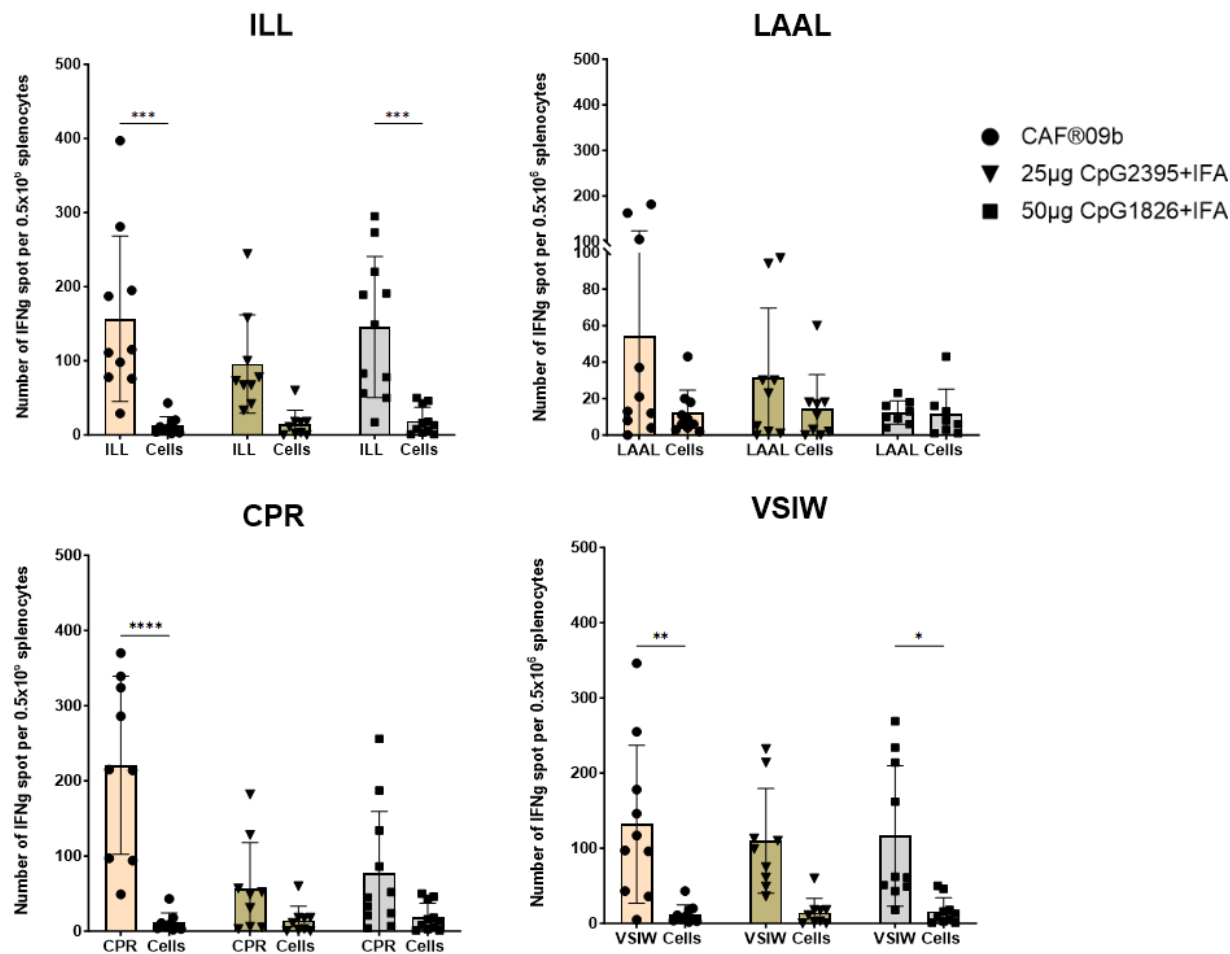 ILL
Number of IFNg spot per 0.5x10⁶ splenocytes
500
400
300
200
100
0
***
***
ILL Cells ILL Cells ILL Cells
LAAL
Number of IFNg spot per 0.5x10⁶ splenocytes
500
400
300
200
100
100
80
60
40
20
0
LAAL Cells LAAL Cells LAAL Cells
CAF®09b
25µg CpG2395+IFA
50µg CpG1826+IFA
CPR
Number of IFNg spot per 0.5x10⁶ splenocytes
500
400
300
200
100
0
****
CPR Cells CPR Cells CPR Cells
VSIW
Number of IFNg spot per 0.5x10⁶ splenocytes
500
400
300
200
100
0
**
*
VSIW Cells VSIW Cells VSIW Cells